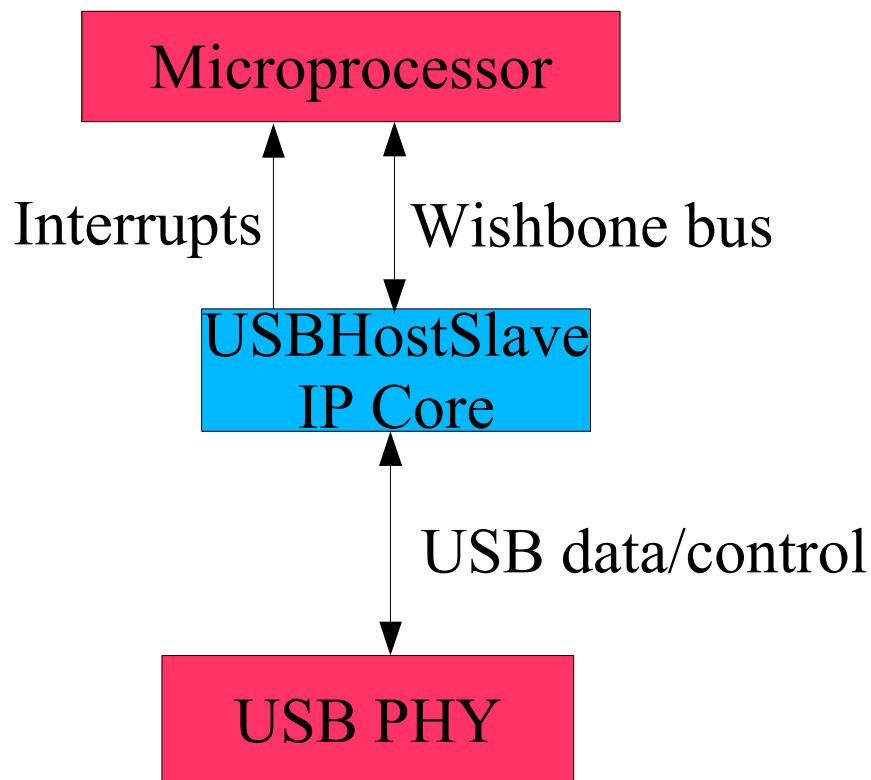 Microprocessor
Interrupts
Wishbone bus
USBHostSlave
IP Core
USB data/control
USB PHY